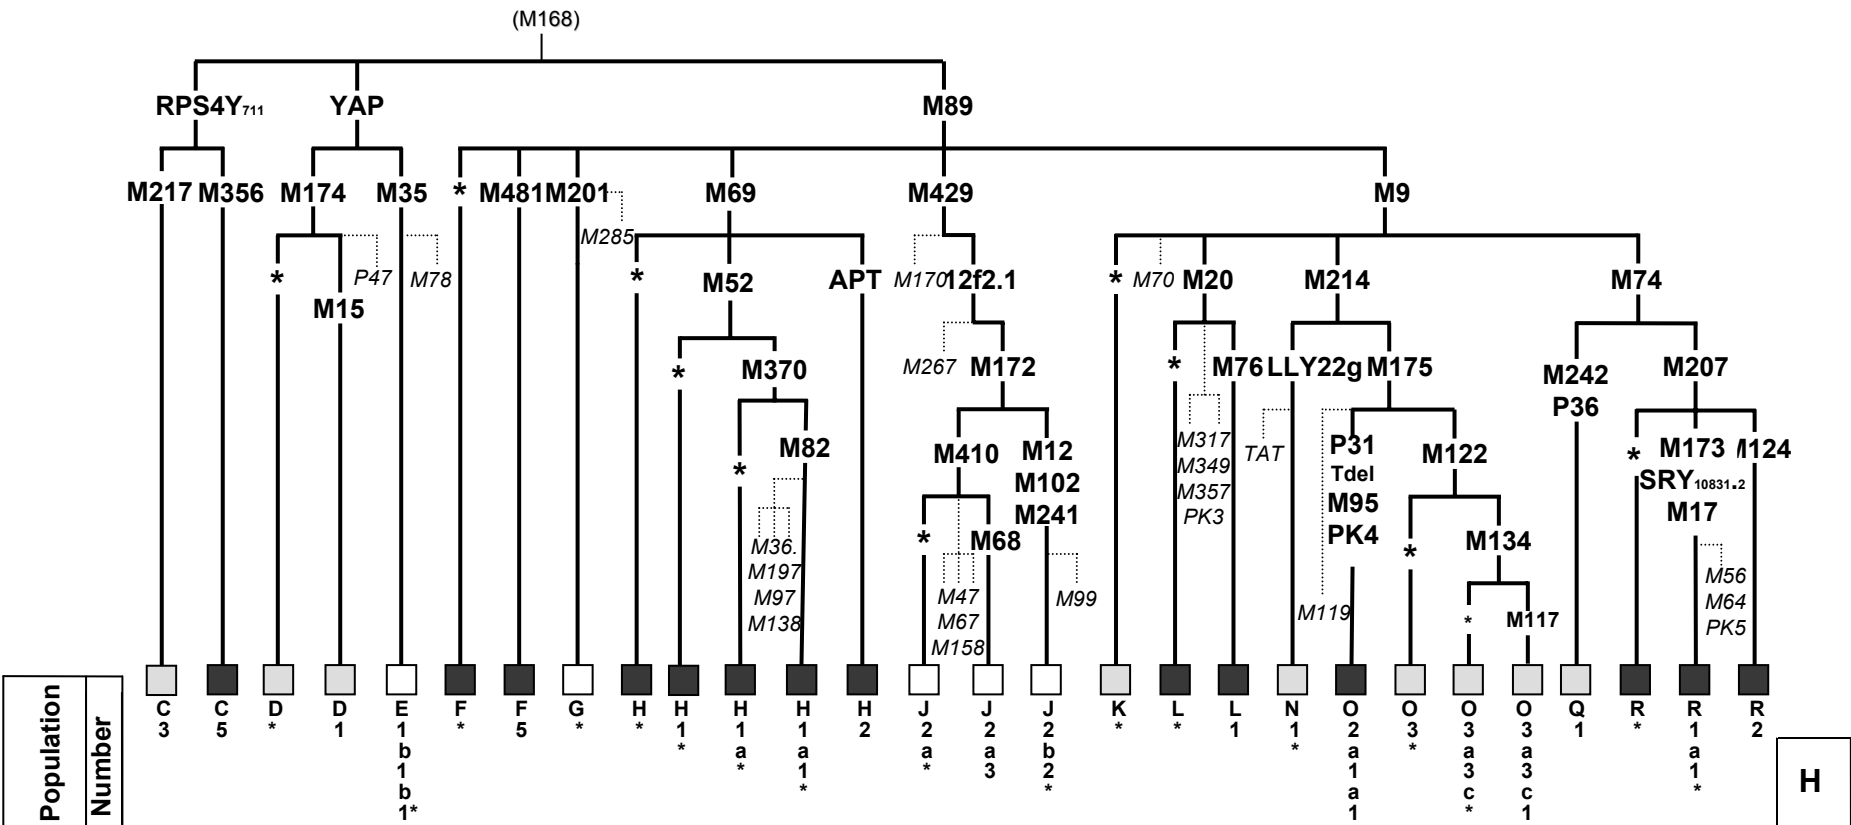 (M168)
RPS4Y711 YAP M89
M217 M356 M174 M35 * M481 M201 M69 M429 M9
M285
* P47 M78 * M52 APT M170 12f2.1 * M70 M20 M214 M74
M15
* M370 M267 M172 * M76 LLY22g M175 M242 M207
P36
* M82 M410 M12 M317 TAT P31 M122 * M173 M124
M102 M349 Tdel SRY10831.2
M241 M357 M95 M17
PK3 PK4
M36. * M68 * M134
M197 M56
M97 M47 M99 M64
M138 M67 M119 * M117 PK5
M158
C3 C5 D* D1 E1b1b1* F* F5 G* H* H1* H1a* H1a1* H2 J2a* J2a3 J2b2* K* L* L1 N1* O2a1a1 O3* O3a3c* O3a3c1 Q1 R* R1a1* R2
Population
Number
H